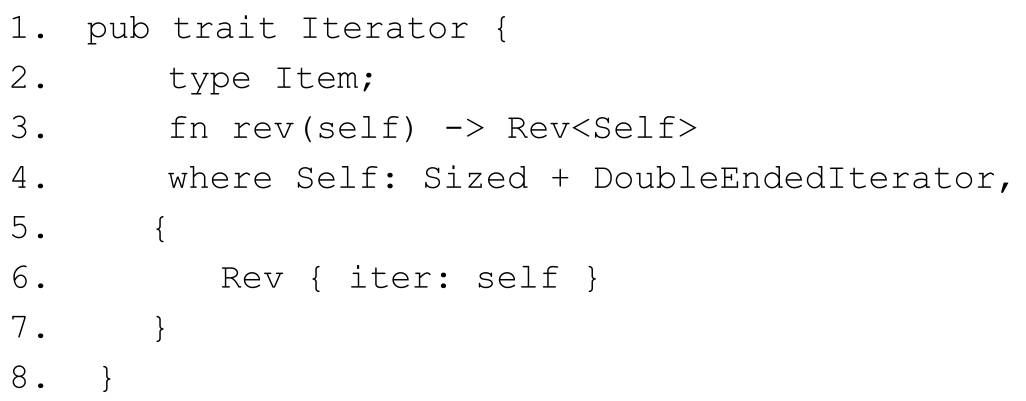 1. pub trait Iterator {
2. type Item;
3. fn rev(self) -> Rev<Self>
4. where Self: Sized + DoubleEndedIterator,
5. {
6. Rev { iter: self }
7. }
8. }